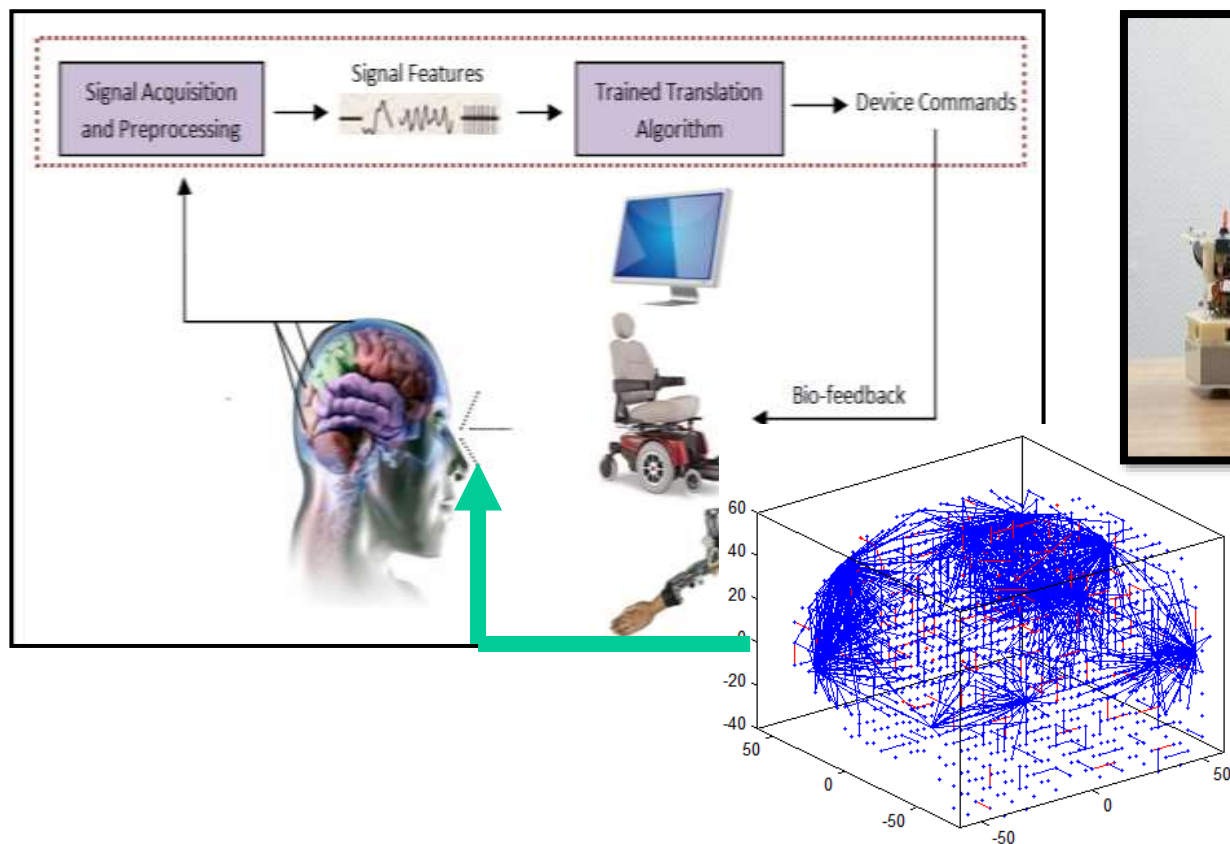 Signal Acquisition
and Preprocessing
Signal Features
Trained Translation
Algorithm
Device Commands
Bio-feedback
60
40
20
0
-20
-40
50
0
-50
-50
0
50